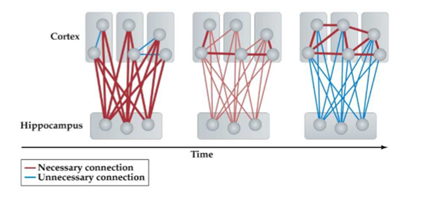 Cortex
Hippocampus
Time
Necessary connection
Unnecessary connection